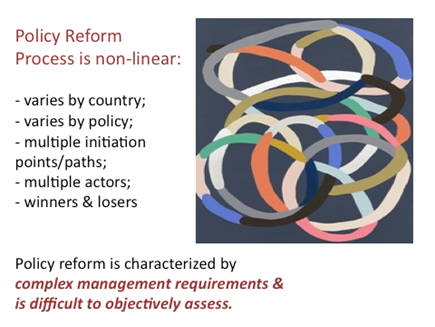 Policy Reform
Process is non-linear:
- varies by country;
- varies by policy;
- multiple initiation
points/paths;
- multiple actors;
- winners & losers
Policy reform is characterized by
complex management requirements &
is difficult to objectively assess.